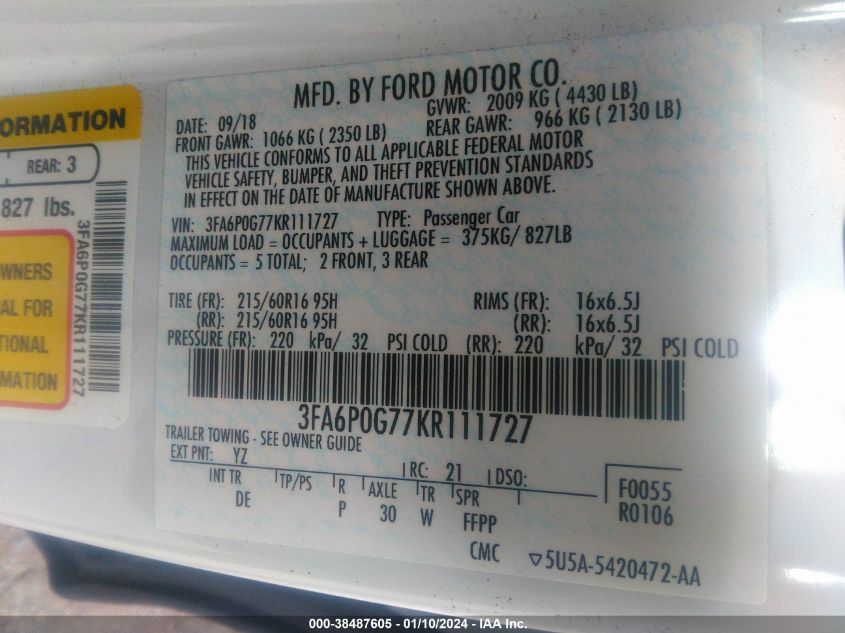 ORMATION
REAR: 3
827 lbs.
WNERS
AL FOR
TIONAL
MATION
3FA6P0G77KR111727
MFD. BY FORD MOTOR CO.
DATE: 09/18 GVWR: 2009 KG ( 4430 LB)
FRONT GAWR: 1066 KG ( 2350 LB) REAR GAWR: 966 KG ( 2130 LB)
THIS VEHICLE CONFORMS TO ALL APPLICABLE FEDERAL MOTOR
VEHICLE SAFETY, BUMPER, AND THEFT PREVENTION STANDARDS
IN EFFECT ON THE DATE OF MANUFACTURE SHOWN ABOVE.
VIN: 3FA6P0G77KR111727 TYPE: Passenger Car
MAXIMUM LOAD = OCCUPANTS + LUGGAGE = 375KG/ 827LB
OCCUPANTS = 5 TOTAL; 2 FRONT, 3 REAR
TIRE (FR): 215/60R16 95H RIMS (FR): 16x6.5J
(RR): 215/60R16 95H (RR): 16x6.5J
PRESSURE (FR): 220 kPa/ 32 PSI COLD (RR): 220 kPa/ 32 PSI COLD
3FA6P0G77KR111727
TRAILER TOWING - SEE OWNER GUIDE
EXT PNT: YZ RC: 21 DSO:
INT TR TP/PS R AXLE TR SPR F0055
DE P 30 W FFPP R0106
CMC ▽5U5A-5420472-AA
000-38487605 - 01/10/2024 - IAA Inc.